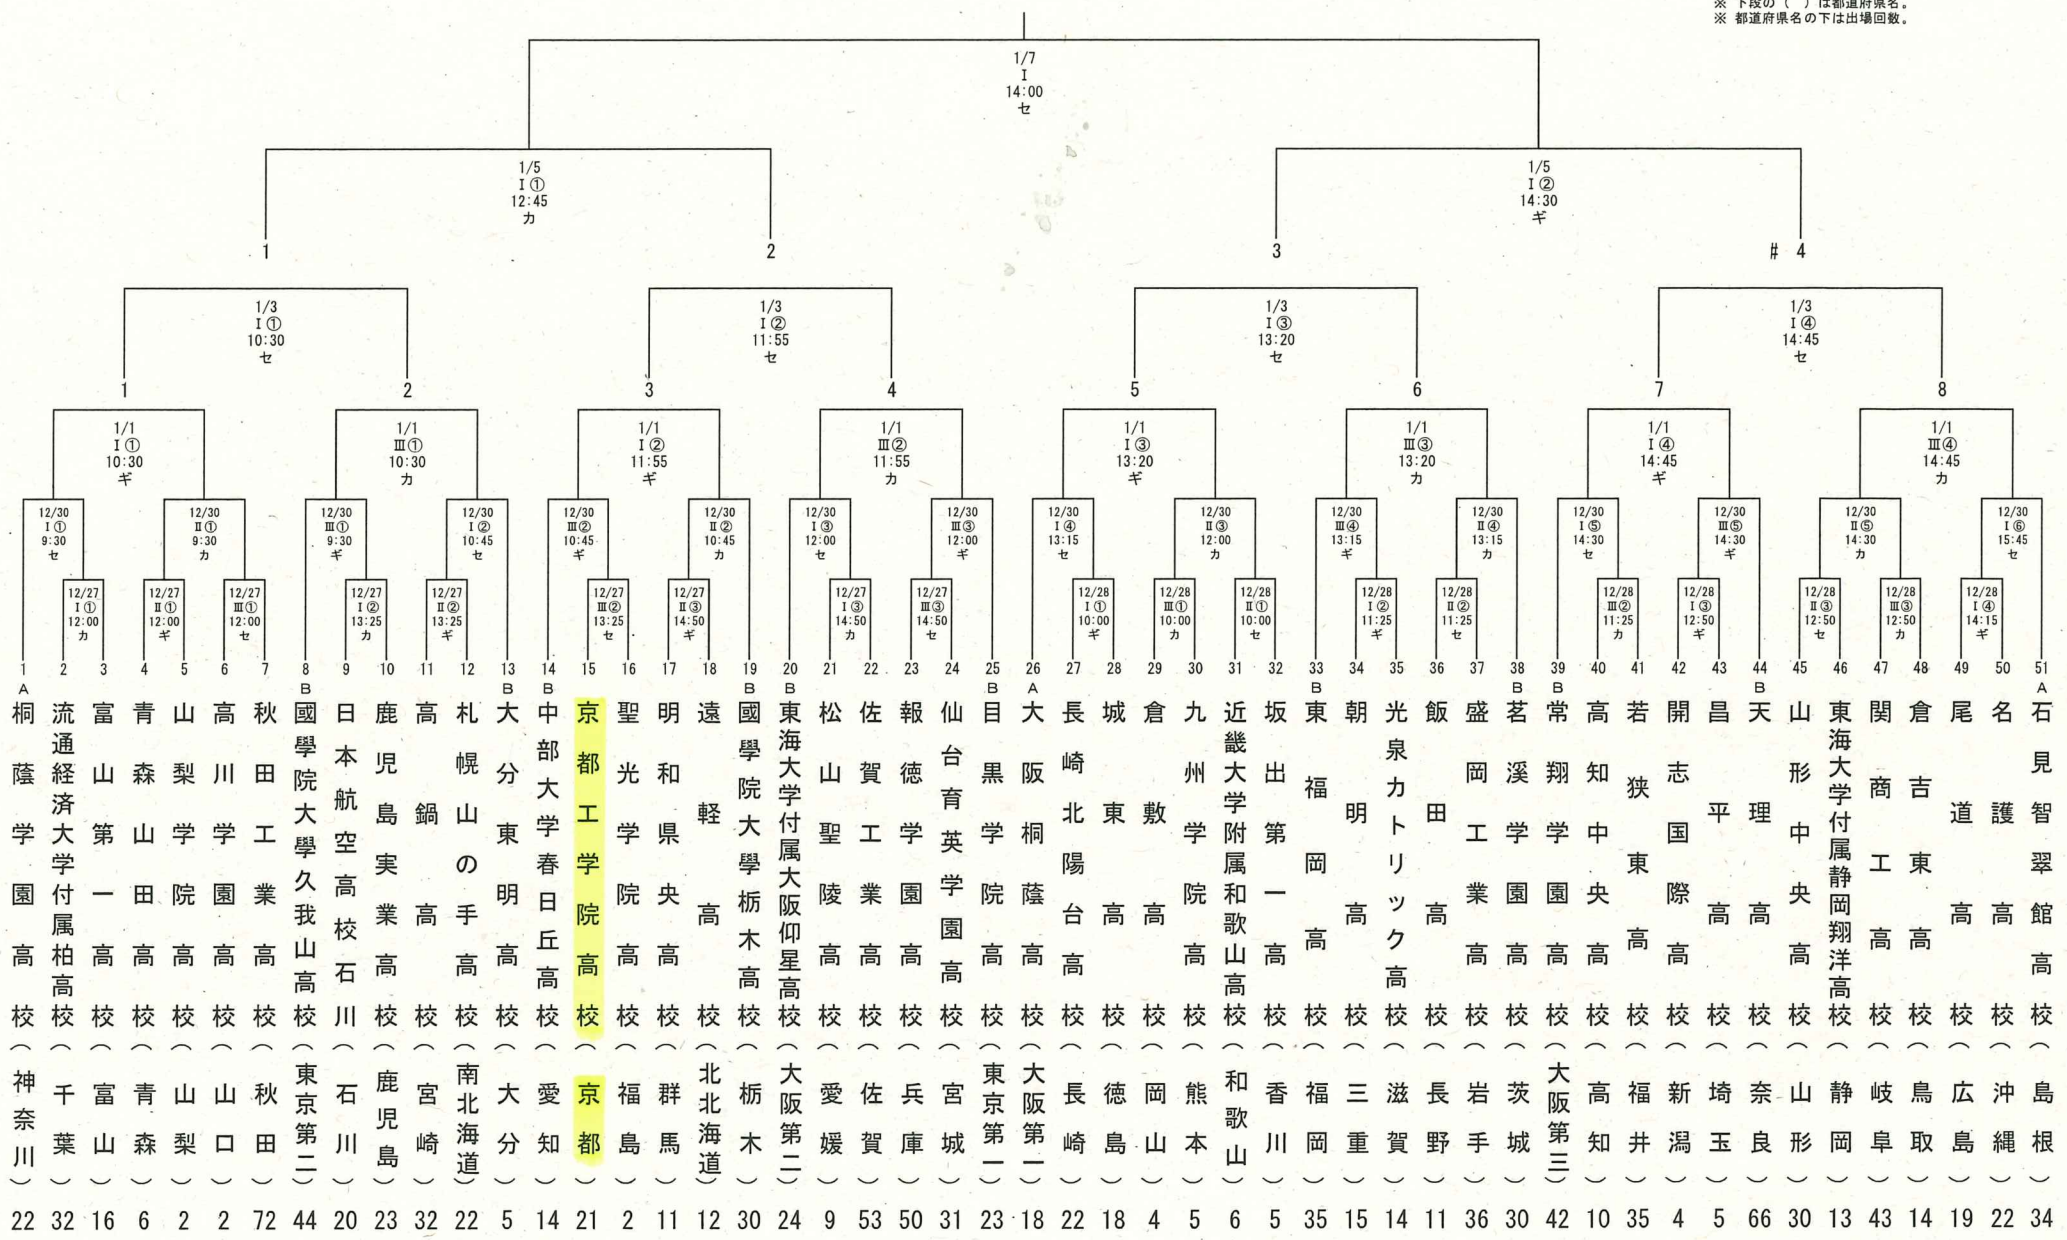 ※ 下段の（　）は都道府県名。
※ 都道府県名の下は出場回数。
1/7
I
14:00
セ
1/5
I①
12:45
カ
1/5
I②
14:30
ギ
1
2
3
# 4
1/3
I①
10:30
セ
1/3
I②
11:55
セ
1/3
I③
13:20
セ
1/3
I④
14:45
セ
1
2
3
4
5
6
7
8
1/1
I①
10:30
ギ
1/1
Ⅲ①
10:30
カ
1/1
I②
11:55
ギ
1/1
Ⅲ②
11:55
カ
1/1
I③
13:20
ギ
1/1
Ⅲ③
13:20
カ
1/1
I④
14:45
ギ
1/1
Ⅲ④
14:45
カ
12/30
I①
9:30
セ
12/30
Ⅱ①
9:30
カ
12/30
Ⅲ①
9:30
ギ
12/30
I②
10:45
セ
12/30
Ⅲ②
10:45
ギ
12/30
Ⅱ②
10:45
カ
12/30
I③
12:00
セ
12/30
Ⅲ③
12:00
ギ
12/30
I④
13:15
セ
12/30
Ⅱ③
12:00
カ
12/30
Ⅲ④
13:15
ギ
12/30
Ⅱ④
13:15
カ
12/30
I⑤
14:30
セ
12/30
Ⅲ⑤
14:30
ギ
12/30
Ⅱ⑤
14:30
カ
12/30
I⑥
15:45
セ
12/27
I①
12:00
カ
12/27
Ⅱ①
12:00
ギ
12/27
Ⅲ①
12:00
セ
12/27
I②
13:25
カ
12/27
Ⅱ②
13:25
ギ
12/27
Ⅲ②
13:25
セ
12/27
Ⅱ③
14:50
ギ
12/27
I③
14:50
カ
12/27
Ⅲ③
14:50
セ
12/28
I①
10:00
ギ
12/28
Ⅲ①
10:00
カ
12/28
Ⅱ①
10:00
セ
12/28
I②
11:25
ギ
12/28
Ⅱ②
11:25
セ
12/28
Ⅲ②
11:25
カ
12/28
I③
12:50
ギ
12/28
Ⅱ③
12:50
セ
12/28
Ⅲ③
12:50
カ
12/28
I④
14:15
ギ
1 A 桐蔭学園高校（神奈川）22
2 流通経済大学付属柏高校（千葉）32
3 富山第一高校（富山）16
4 青森山田高校（青森）6
5 山梨学院高校（山梨）2
6 高川学園高校（山口）2
7 秋田工業高校（秋田）72
8 B 國學院大學久我山高校（東京第二）44
9 日本航空高校石川（石川）20
10 鹿児島実業高校（鹿児島）23
11 高鍋高校（宮崎）32
12 札幌山の手高校（南北海道）22
13 B 大分東明高校（大分）5
14 B 中部大学春日丘高校（愛知）14
15 京都工学院高校（京都）21
16 聖光学院高校（福島）2
17 明和県央高校（群馬）11
18 遠軽高校（北北海道）12
19 B 國學院大學栃木高校（栃木）30
20 B 東海大学付属大阪仰星高校（大阪第二）24
21 松山聖陵高校（愛媛）9
22 佐賀工業高校（佐賀）53
23 報徳学園高校（兵庫）50
24 仙台育英学園高校（宮城）31
25 B 目黒学院高校（東京第一）23
26 A 大阪桐蔭高校（大阪第一）18
27 長崎北陽台高校（長崎）22
28 城東高校（徳島）18
29 倉敷高校（岡山）4
30 九州学院高校（熊本）5
31 近畿大学附属和歌山高校（和歌山）6
32 坂出第一高校（香川）5
33 B 東福岡高校（福岡）35
34 朝明高校（三重）15
35 光泉カトリック高校（滋賀）14
36 飯田高校（長野）11
37 盛岡工業高校（岩手）36
38 B 茗溪学園高校（茨城）30
39 B 常翔学園高校（大阪第三）42
40 高知中央高校（高知）10
41 若狭東高校（福井）35
42 開志国際高校（新潟）4
43 昌平高校（埼玉）5
44 B 天理高校（奈良）66
45 山形中央高校（山形）30
46 東海大学付属静岡翔洋高校（静岡）13
47 関商工高校（岐阜）43
48 倉吉東高校（鳥取）14
49 尾道高校（広島）19
50 名護高校（沖縄）22
51 A 石見智翠館高校（島根）34